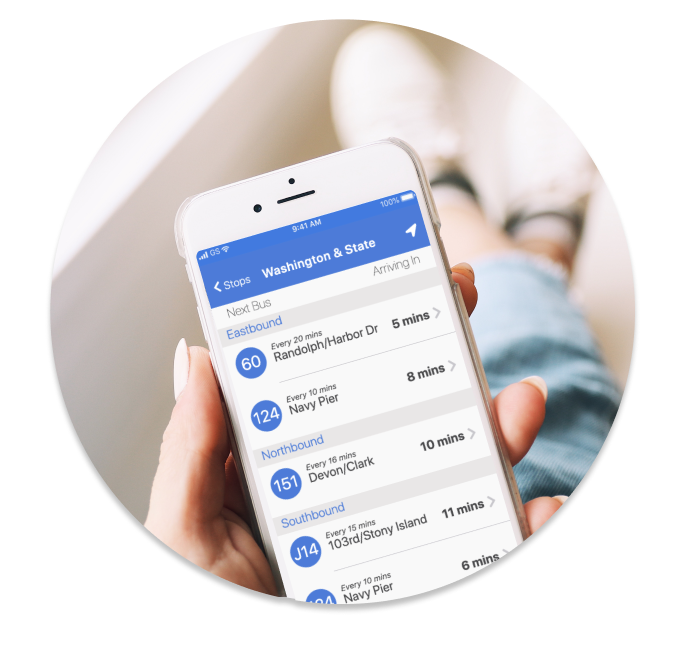 GS 9:41 AM 100%
Stops Washington & State
Next Bus Arriving In
Eastbound
60 Every 20 mins
Randolph/Harbor Dr 5 mins
124 Every 10 mins
Navy Pier 8 mins
Northbound
151 Every 16 mins
Devon/Clark 10 mins
Southbound
J14 Every 15 mins
103rd/Stony Island 11 mins
Every 10 mins
Navy Pier 6 mins